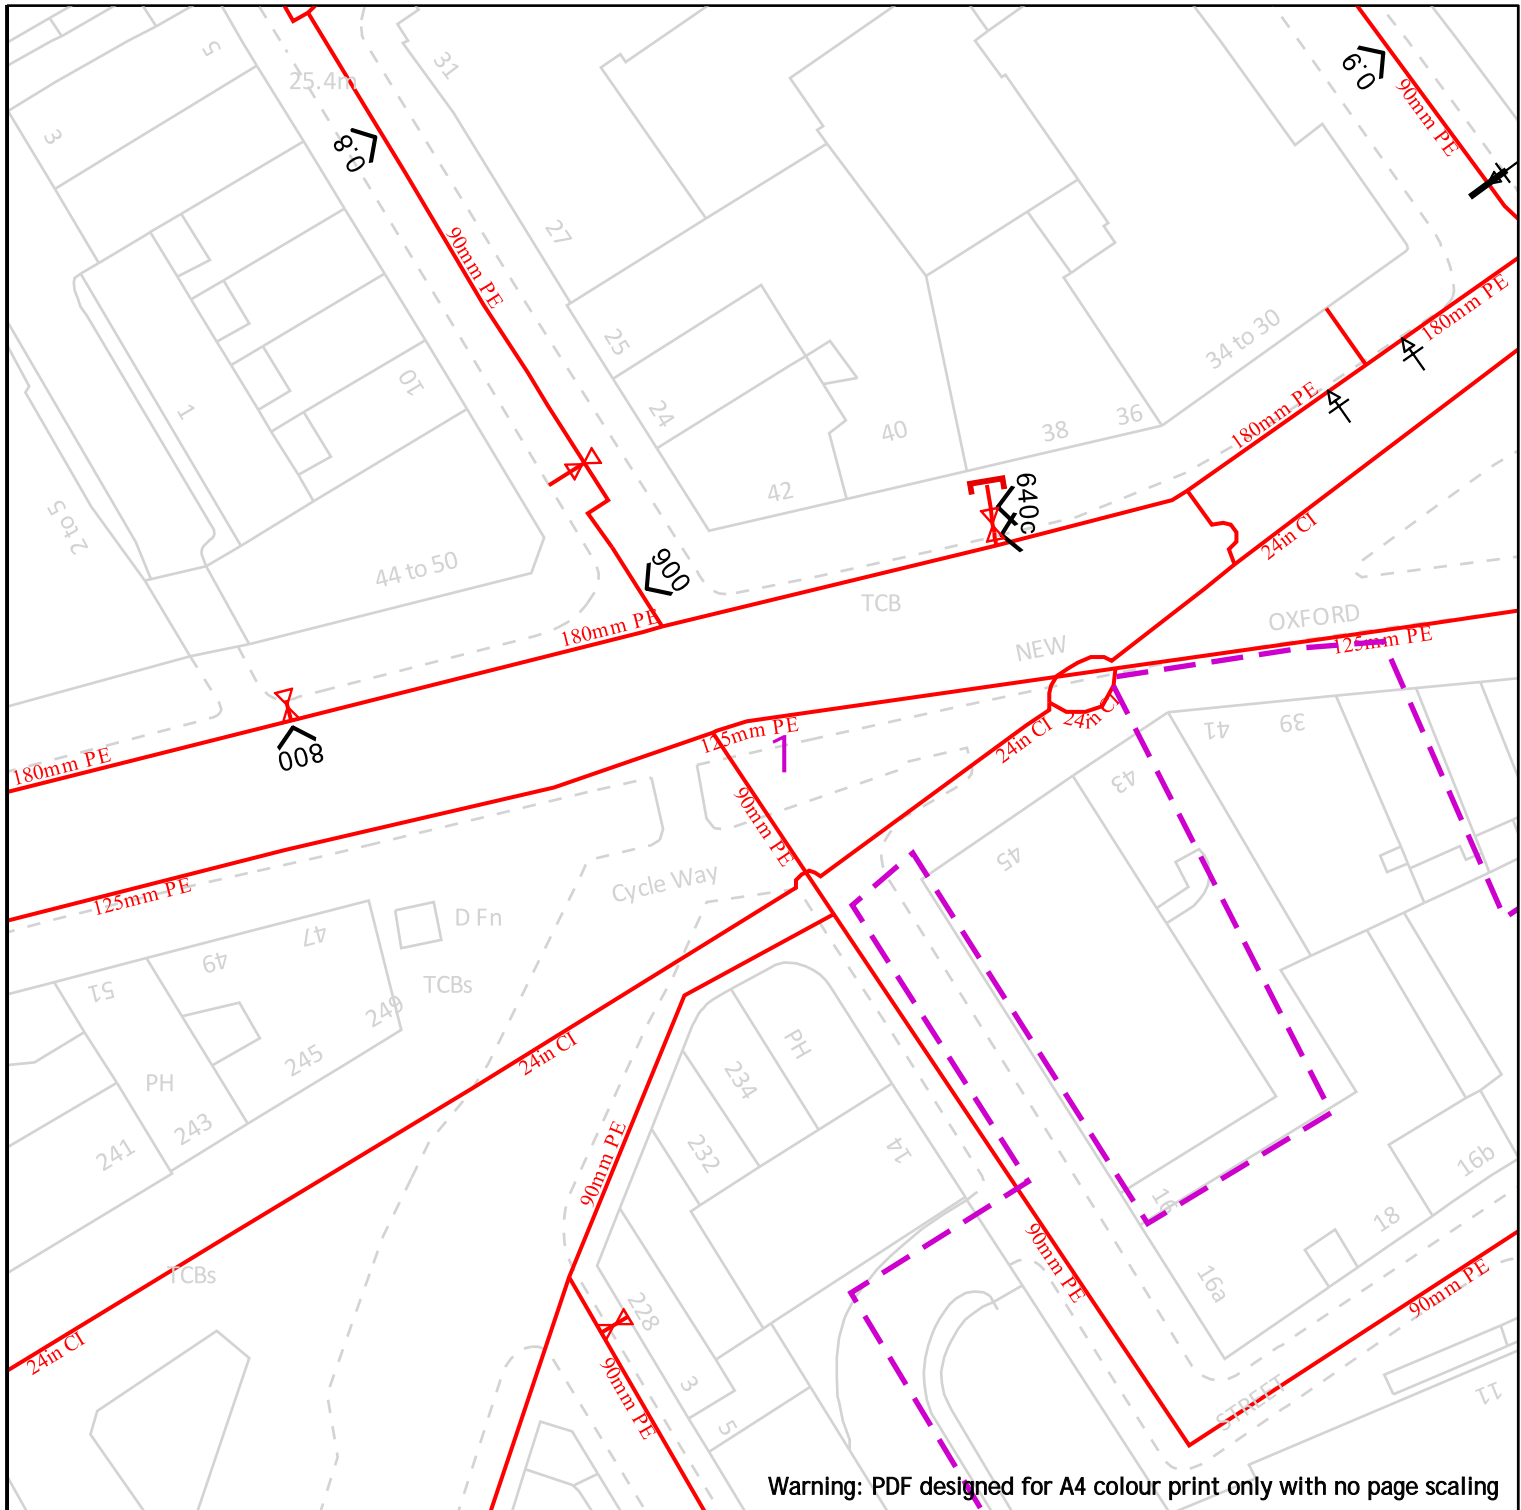 5
31
25.4m
0.9
90mm PE
3
0.8
27
90mm PE
180mm PE
25
34 to 30
10
1
24
36
180mm PE
38
40
42
640c
2 to 5
44 to 50
900
24in CI
TCB
OXFORD
180mm PE
NEW
125mm PE
800
180mm PE
125mm PE
1
24in CI
24in CI
41
39
43
90mm PE
45
Cycle Way
125mm PE
D Fn
47
49
51
TCBs
249
245
24in CI
PH
PH
234
243
241
90mm PE
232
14
16b
16
18
TCBs
90mm PE
16a
228
90mm PE
24in CI
90mm PE
3
STREET
11
5
Warning: PDF designed for A4 colour print only with no page scaling